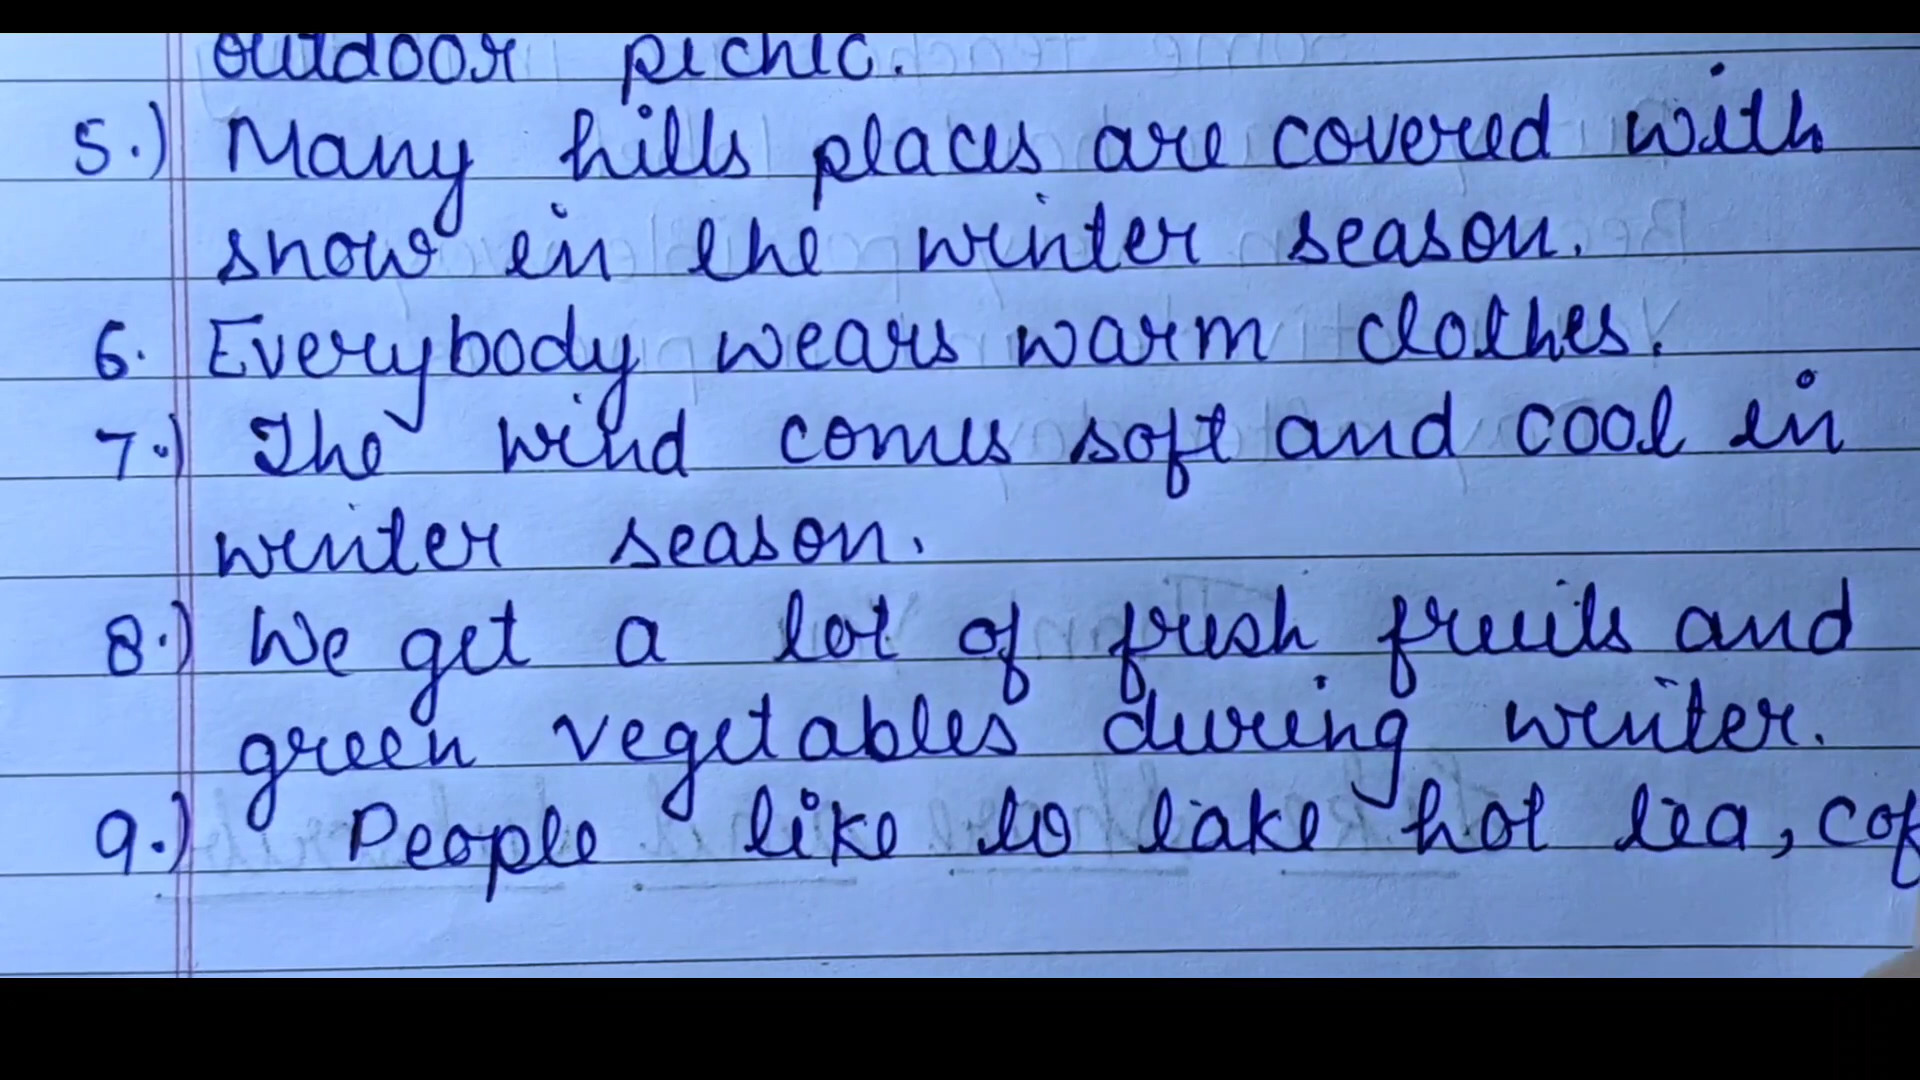 outdoor picnic.
5.) Many hills places are covered with
snow in the winter season.
6. Everybody wears warm clothes.
7.) The wind comes soft and cool in
winter season.
8.) We get a lot of fresh fruits and
green vegetables during winter.
9.) People like to take hot tea, cof